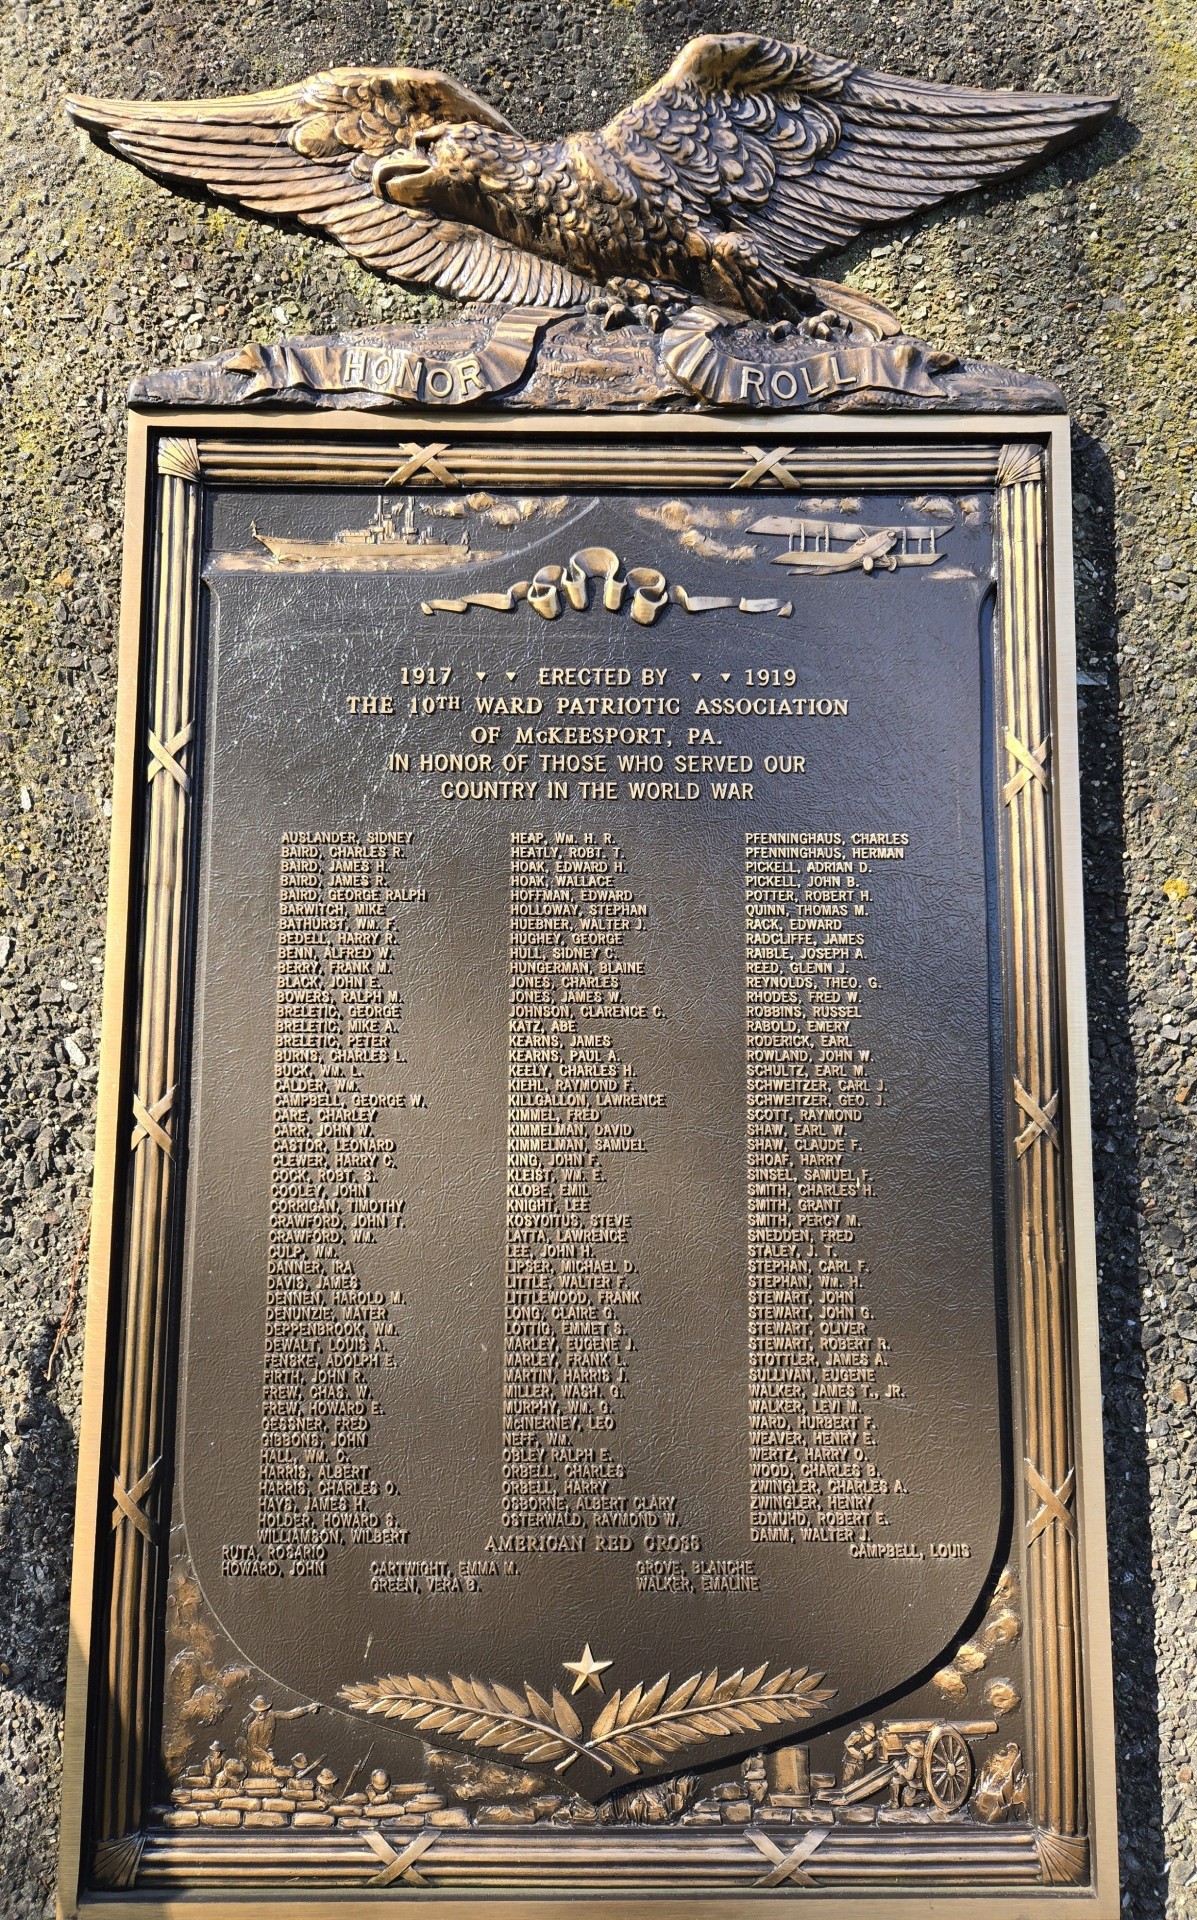 HONOR ROLL
1917 ERECTED BY 1919
THE 10TH WARD PATRIOTIC ASSOCIATION
OF McKEESPORT, PA.
IN HONOR OF THOSE WHO SERVED OUR
COUNTRY IN THE WORLD WAR
AUSLANDER, SIDNEY
BAIRD, CHARLES R.
BAIRD, JAMES H.
BAIRD, JAMES R.
BAIRD, GEORGE RALPH
BARWITCH, MIKE
BATHURST, WM. F.
BEDELL, HARRY R.
BENN, ALFRED W.
BERRY, FRANK M.
BLACK, JOHN E.
BOWERS, RALPH M.
BRELETIC, GEORGE
BRELETIC, MIKE A.
BRELETIC, PETER
BURNS, CHARLES L.
BUCK, WM. L.
CALDER, WM.
CAMPBELL, GEORGE W.
CARE, CHARLEY
CARR, JOHN W.
CASTOR, LEONARD
CLEWER, HARRY C.
COCK, ROBT. S.
COOLEY, JOHN
CORRIGAN, TIMOTHY
CRAWFORD, JOHN T.
CRAWFORD, WM.
CULP, WM.
DANNER, IRA
DAVIS, JAMES
DENNEN, HAROLD M.
DENUNZIE, MATER
DEPPENBROOK, WM.
DEWALT, LOUIS A.
FENSKE, ADOLPH E.
FIRTH, JOHN R.
FREW, CHAS. W.
FREW, HOWARD E.
GESSNER, FRED
GIBBONS, JOHN
HALL, WM. C.
HARRIS, ALBERT
HARRIS, CHARLES O.
HAYS, JAMES H.
HOLDER, HOWARD S.
WILLIAMSON, WILBERT
RUTA, ROSARIO
HOWARD, JOHN
HEAP, WM. H. R.
HEATLY, ROBT. T.
HOAK, EDWARD H.
HOAK, WALLACE
HOFFMAN, EDWARD
HOLLOWAY, STEPHAN
HUEBNER, WALTER J.
HUGHEY, GEORGE
HULL, SIDNEY C.
HUNGERMAN, BLAINE
JONES, CHARLES
JONES, JAMES W.
JOHNSON, CLARENCE C.
KATZ, ABE
KEARNS, JAMES
KEARNS, PAUL A.
KEELY, CHARLES H.
KIEHL, RAYMOND F.
KILLGALLON, LAWRENCE
KIMMEL, FRED
KIMMELMAN, DAVID
KIMMELMAN, SAMUEL
KING, JOHN F.
KLEIST, WM. E.
KLOBE, EMIL
KNIGHT, LEE
KOSYOITUS, STEVE
LATTA, LAWRENCE
LEE, JOHN H.
LIPSER, MICHAEL D.
LITTLE, WALTER F.
LITTLEWOOD, FRANK
LONG, CLAIRE G.
LOTTIG, EMMET S.
MARLEY, EUGENE J.
MARLEY, FRANK L.
MARTIN, HARRIS J.
MILLER, WASH. G.
MURPHY, WM. G.
McINERNEY, LEO
NEFF, WM.
OBLEY RALPH E.
ORBELL, CHARLES
ORBELL, HARRY
OSBORNE, ALBERT CLARY
OSTERWALD, RAYMOND W.
PFENNINGHAUS, CHARLES
PFENNINGHAUS, HERMAN
PICKELL, ADRIAN D.
PICKELL, JOHN B.
POTTER, ROBERT H.
QUINN, THOMAS M.
RACK, EDWARD
RADCLIFFE, JAMES
RAIBLE, JOSEPH A.
REED, GLENN J.
REYNOLDS, THEO. G.
RHODES, FRED W.
ROBBINS, RUSSEL
RABOLD, EMERY
RODERICK, EARL
ROWLAND, JOHN W.
SCHULTZ, EARL M.
SCHWEITZER, CARL J.
SCHWEITZER, GEO. J.
SCOTT, RAYMOND
SHAW, EARL W.
SHAW, CLAUDE F.
SHOAF, HARRY
SINSEL, SAMUEL F.
SMITH, CHARLES H.
SMITH, GRANT
SMITH, PERCY M.
SNEDDEN, FRED
STALEY, J. T.
STEPHAN, CARL F.
STEPHAN, WM. H.
STEWART, JOHN
STEWART, JOHN G.
STEWART, OLIVER
STEWART, ROBERT R.
STOTTLER, JAMES A.
SULLIVAN, EUGENE
WALKER, JAMES T., JR.
WALKER, LEVI M.
WARD, HURBERT F.
WEAVER, HENRY E.
WERTZ, HARRY O.
WOOD, CHARLES B.
ZWINGLER, CHARLES A.
ZWINGLER, HENRY
EDMUHD, ROBERT E.
DAMM, WALTER J.
CAMPBELL, LOUIS
AMERICAN RED CROSS
CARTWIGHT, EMMA M.
GREEN, VERA B.
GROVE, BLANCHE
WALKER, EMALINE